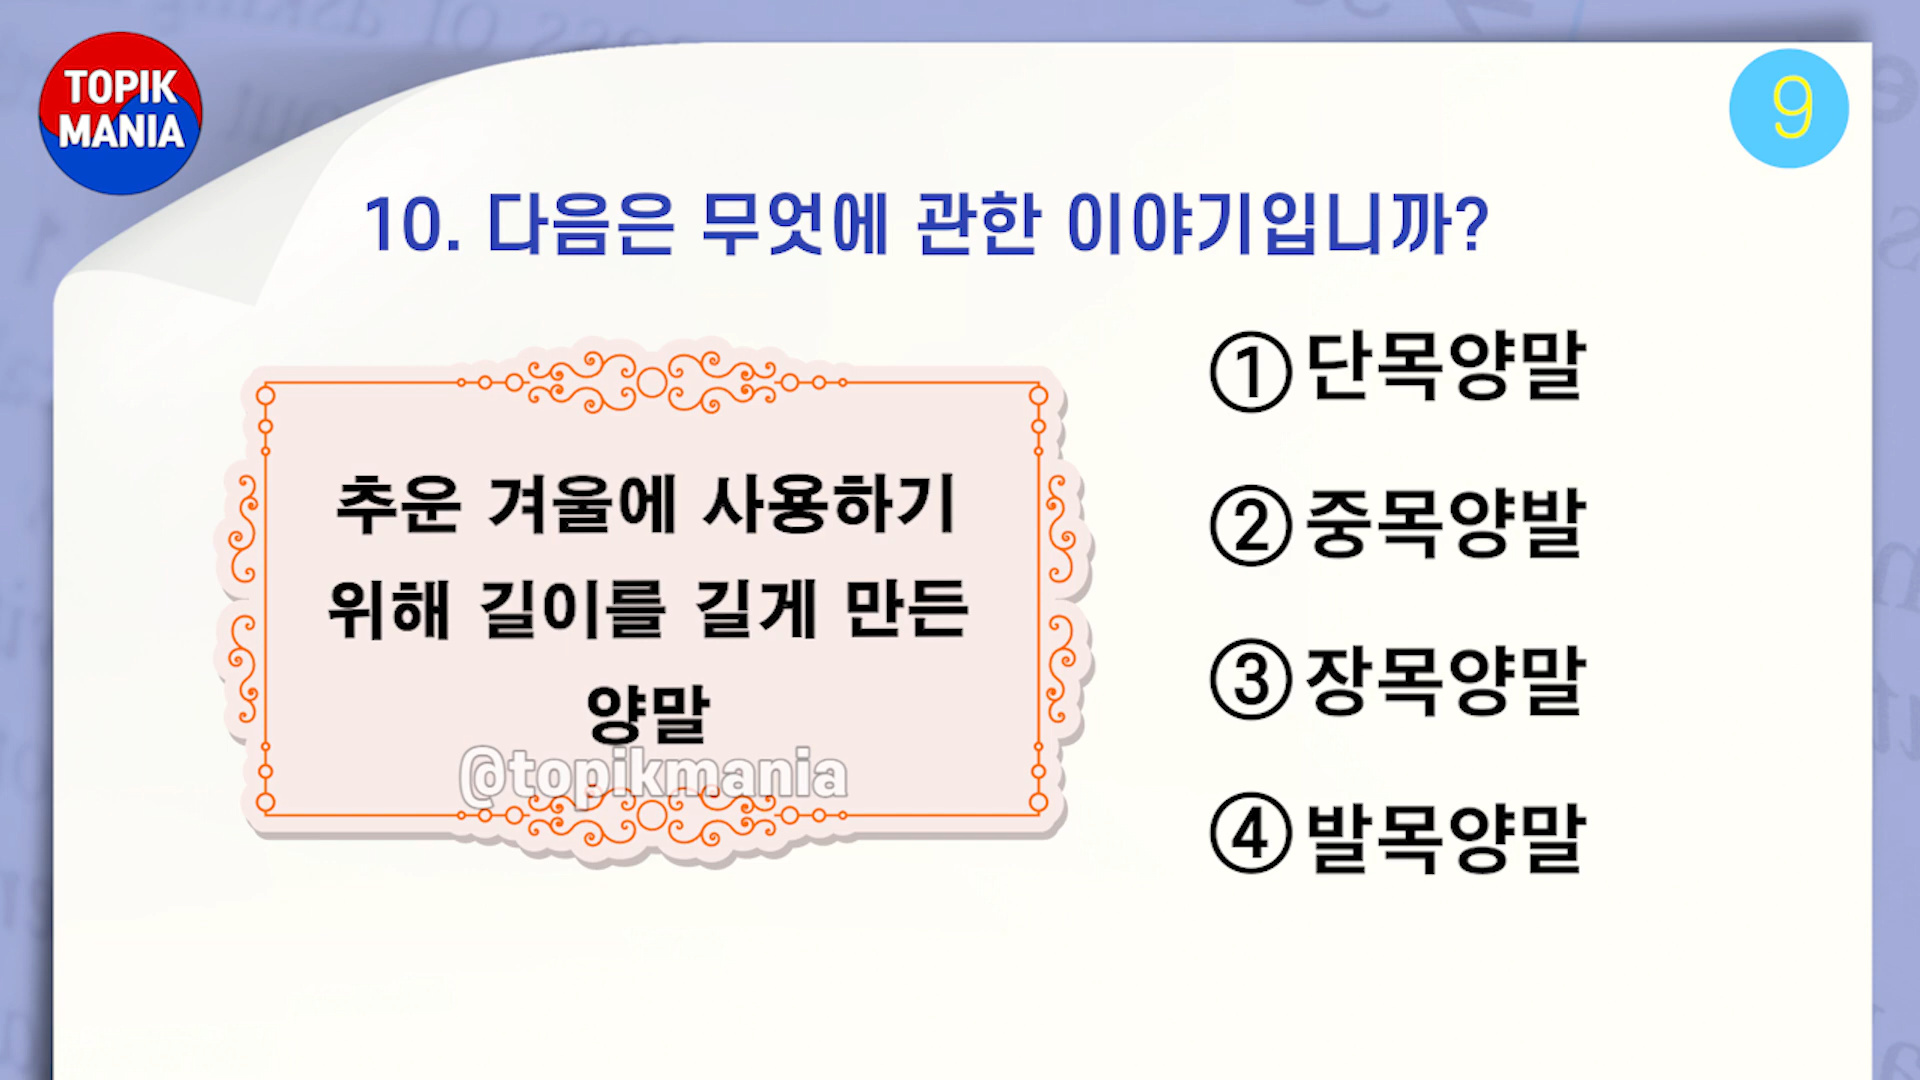 TOPIK
MANIA
9
10. 다음은 무엇에 관한 이야기입니까?
추운 겨울에 사용하기
위해 길이를 길게 만든
양말
@topikmania
① 단목양말
② 중목양발
③ 장목양말
④ 발목양말